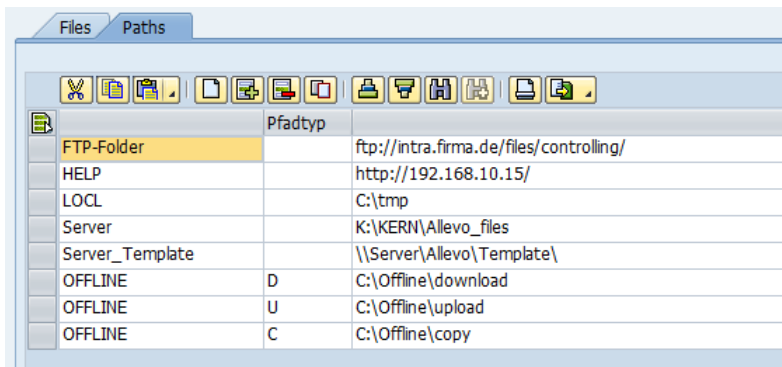 Files Paths
Pfadtyp
FTP-Folder ftp://intra.firma.de/files/controlling/
HELP http://192.168.10.15/
LOCL C:\tmp
Server K:\KERN\Allevo_files
Server_Template \\Server\Allevo\Template\
OFFLINE D C:\Offline\download
OFFLINE U C:\Offline\upload
OFFLINE C C:\Offline\copy